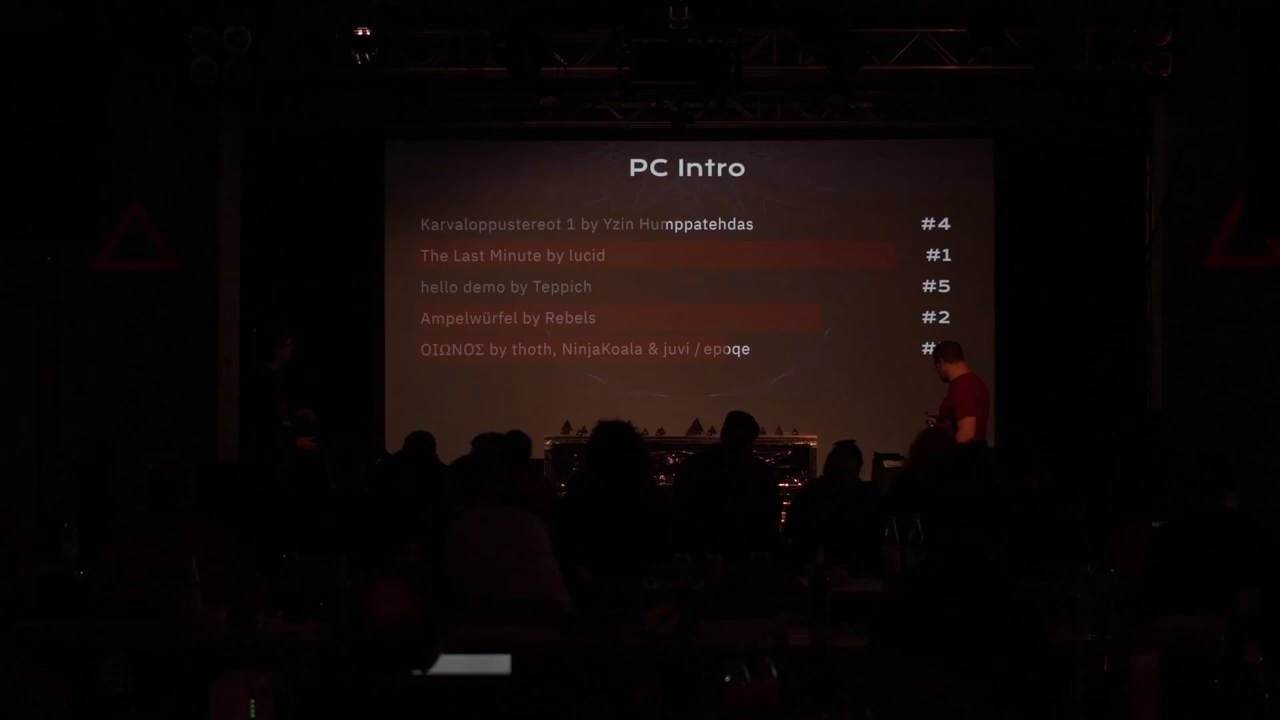 PC Intro
Karvaloppustereot 1 by Yzin Humppatehdas #4
The Last Minute by lucid #1
hello demo by Teppich #5
Ampelwürfel by Rebels #2
ΟΙΩΝΟΣ by thoth, NinjaKoala & juvi / epoqe #